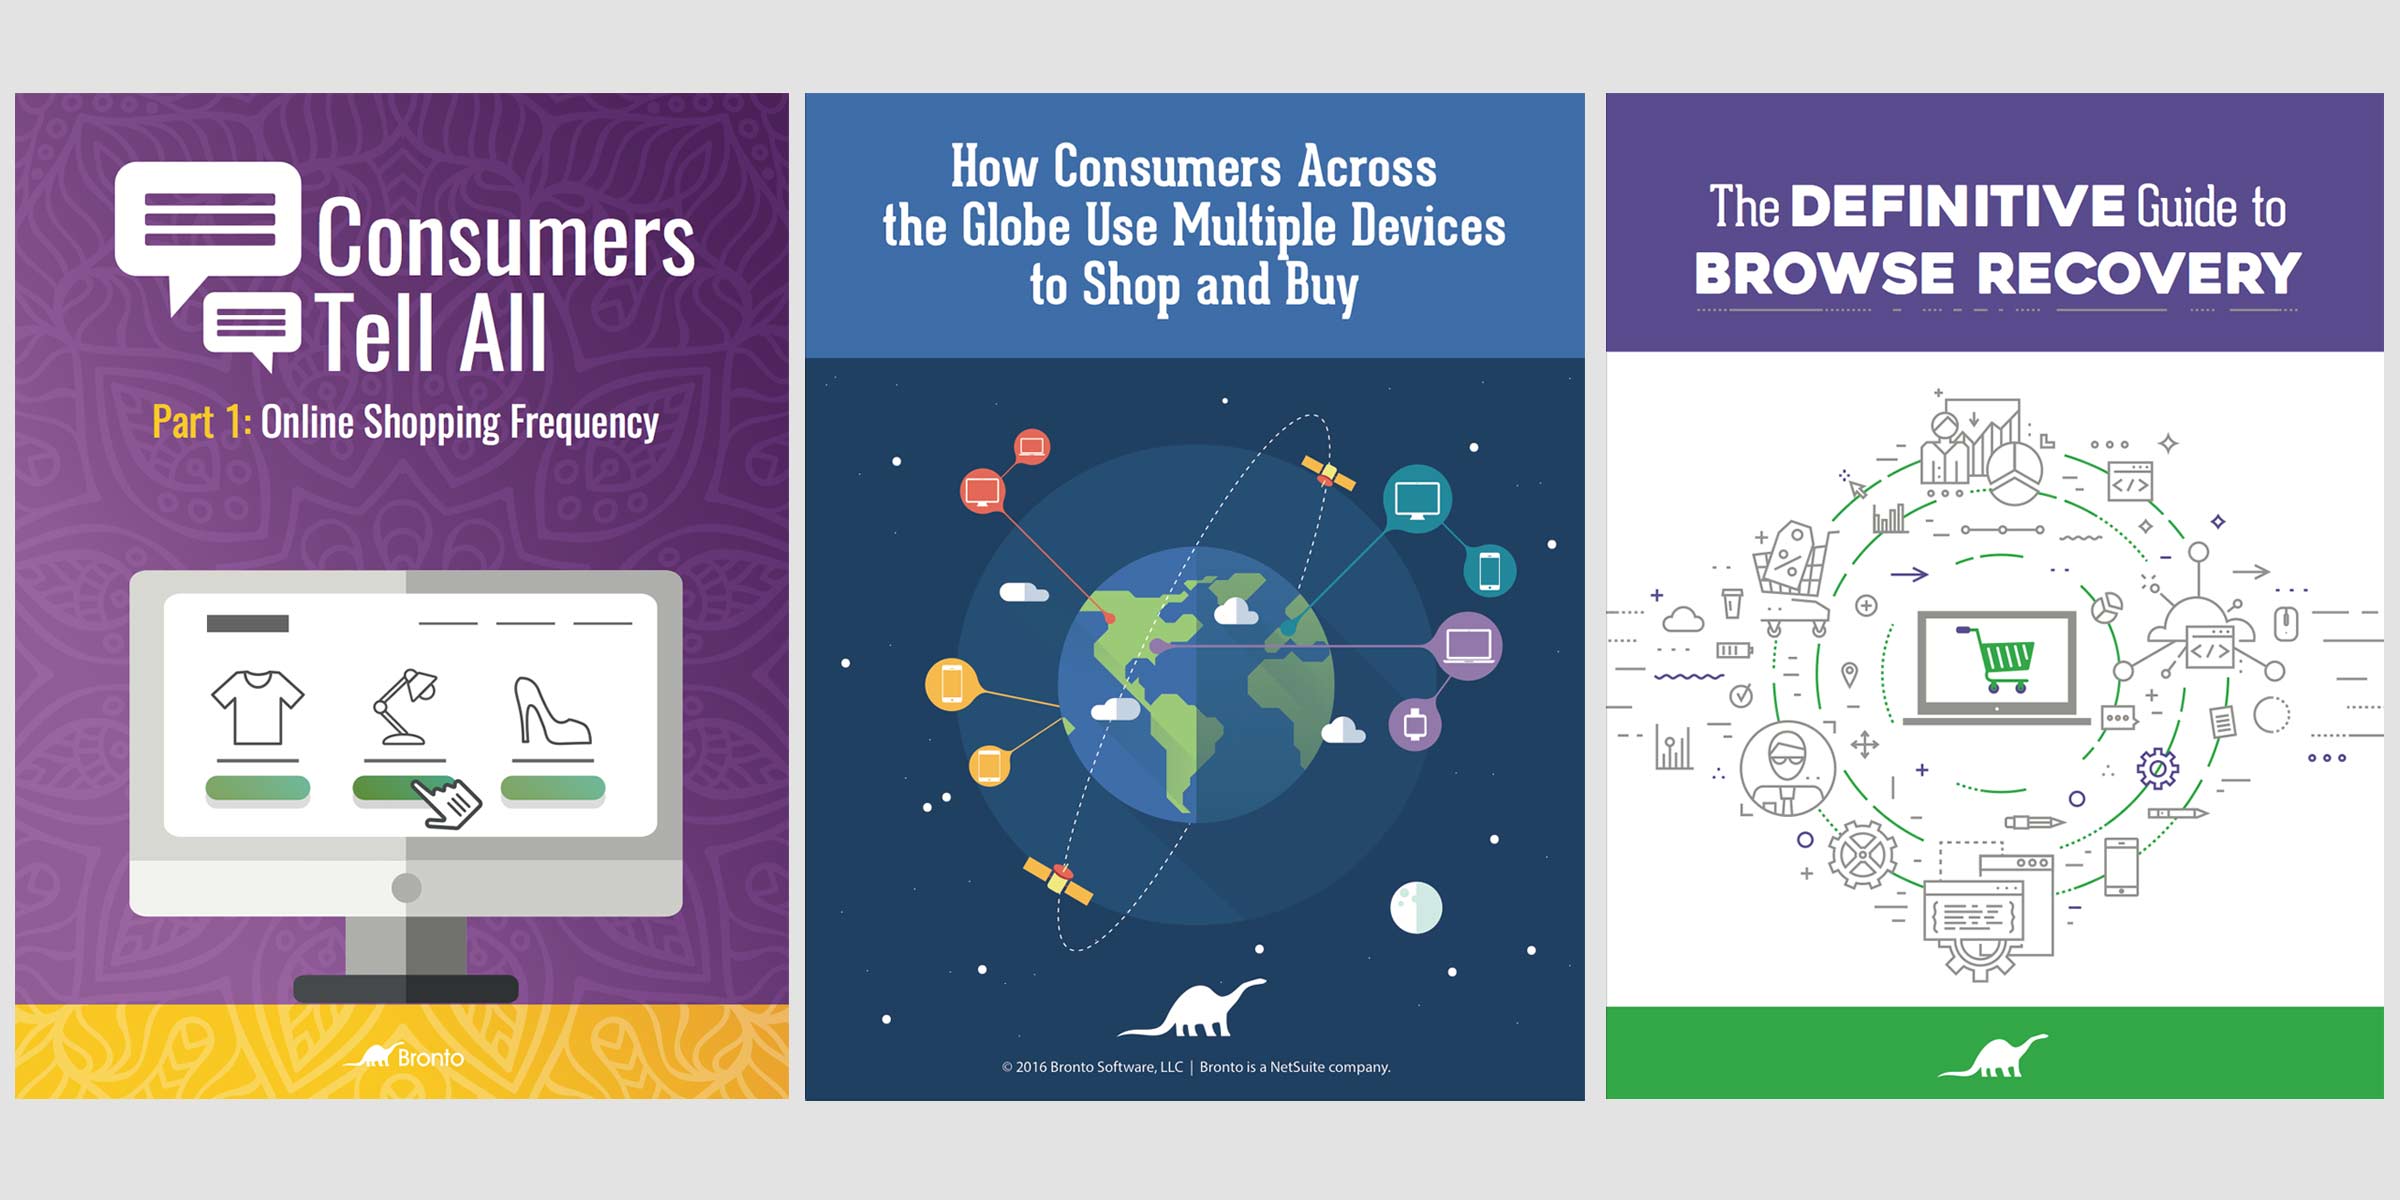 Consumers
Tell All
Part 1: Online Shopping Frequency
Bronto
How Consumers Across
the Globe Use Multiple Devices
to Shop and Buy
© 2016 Bronto Software, LLC | Bronto is a NetSuite company.
The DEFINITIVE Guide to
BROWSE RECOVERY